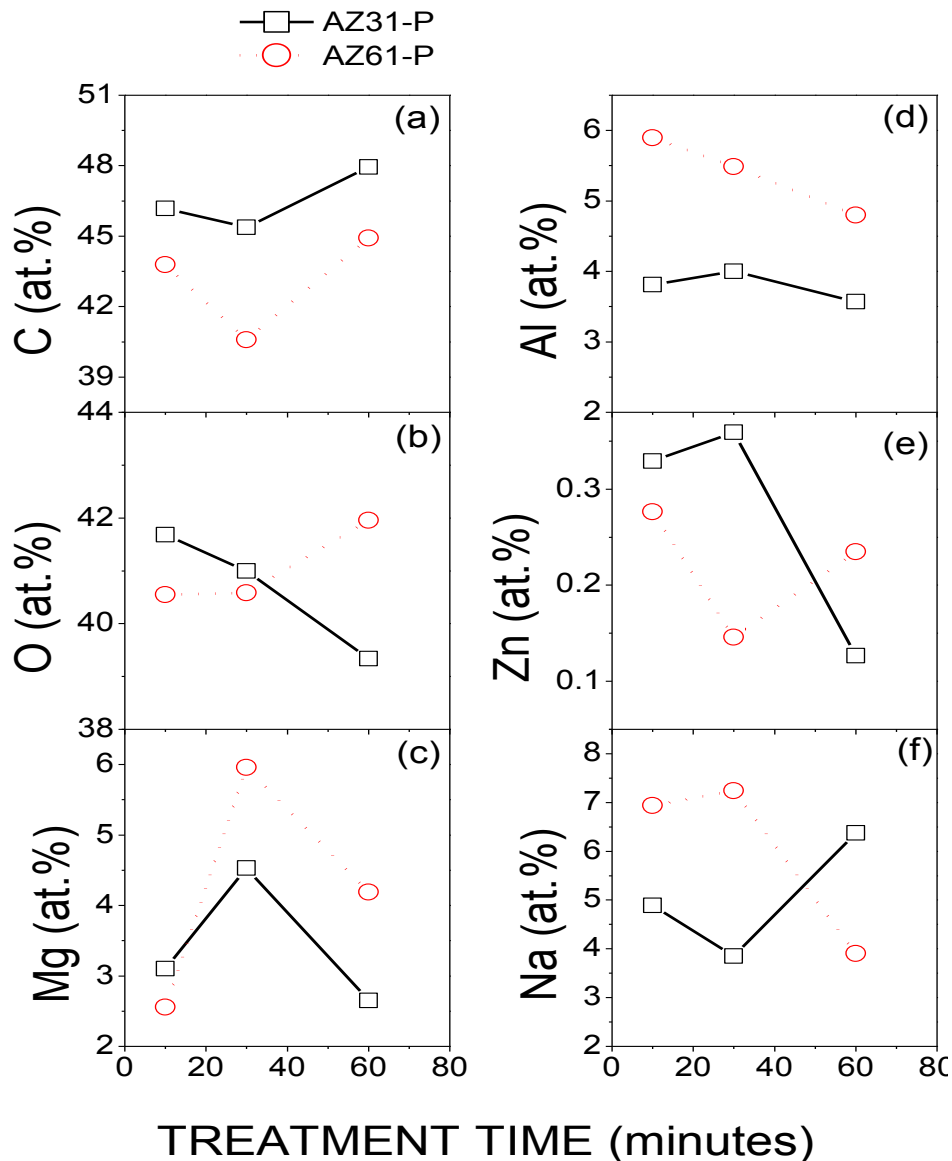 AZ31-P
AZ61-P
(a)
51
48
45
42
39
C (at.%)
(b)
44
42
40
38
O (at.%)
(c)
6
5
4
3
2
Mg (at.%)
0 20 40 60 80
(d)
6
5
4
3
2
Al (at.%)
(e)
0.3
0.2
0.1
Zn (at.%)
(f)
8
7
6
5
4
3
2
Na (at.%)
0 20 40 60 80
TREATMENT TIME (minutes)